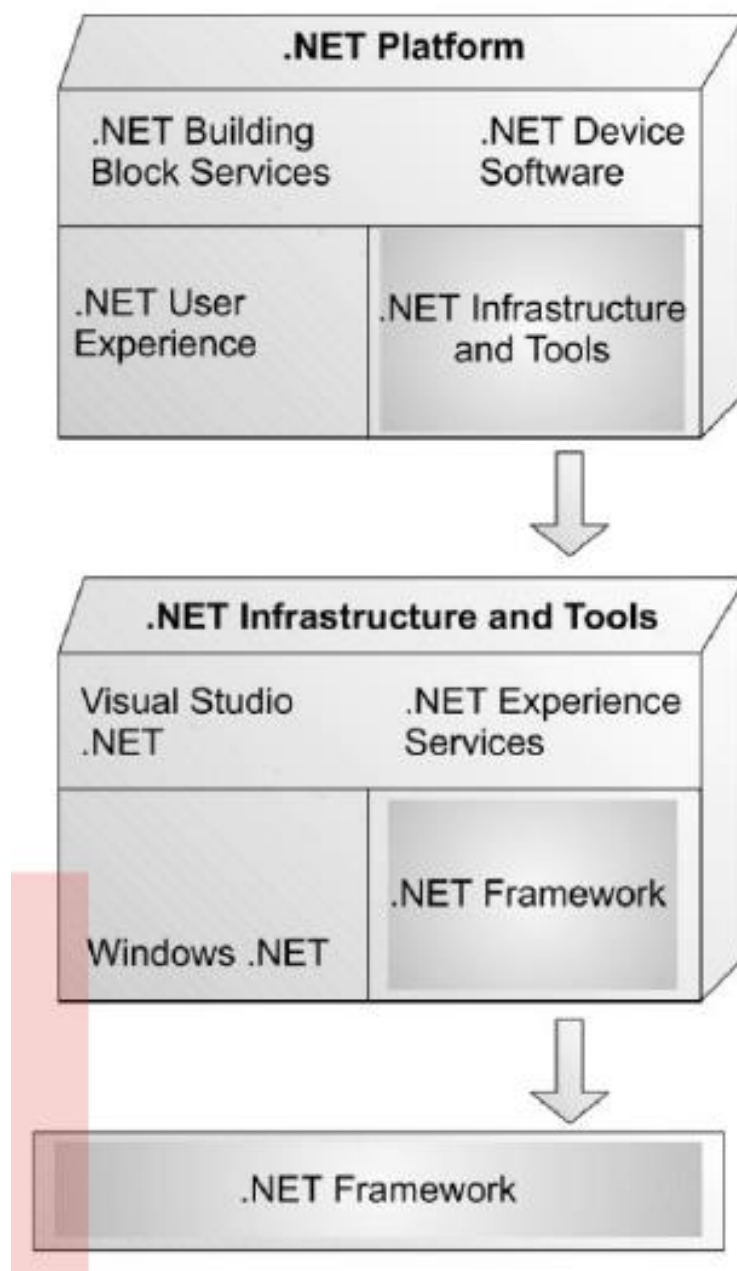 .NET Platform
.NET Building
Block Services
.NET Device
Software
.NET User
Experience
.NET Infrastructure
and Tools
.NET Infrastructure and Tools
Visual Studio
.NET
.NET Experience
Services
Windows .NET
.NET Framework
.NET Framework